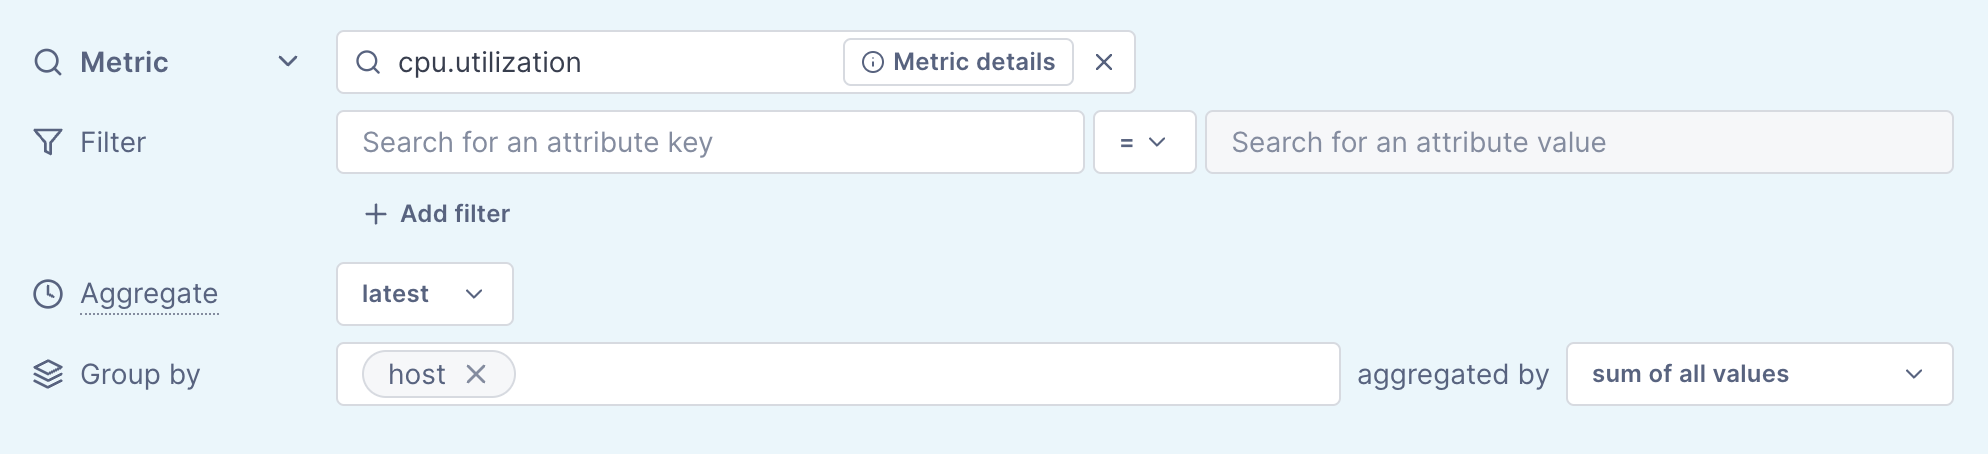 Metric
cpu.utilization
Metric details
Filter
Search for an attribute key
=
Search for an attribute value
Add filter
Aggregate
latest
Group by
host
aggregated by
sum of all values